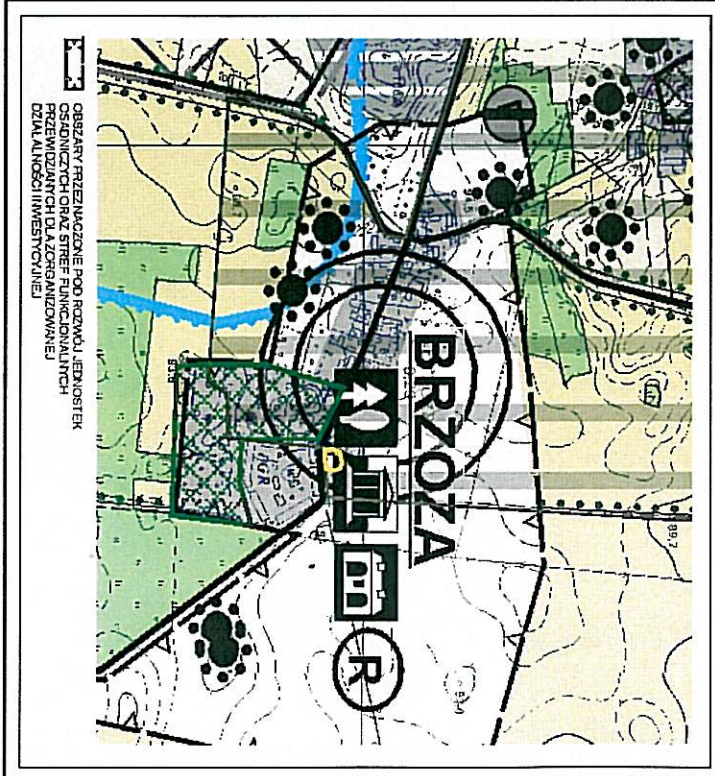 BRZOZA
R
OBSZARY PRZEZNACZONE POD ROZWÓJ JEDNOSTEK
OSADNICZYCH ORAZ STREF FUNKCJONALNYCH
PRZEWIDZIANYCH DLA ZORGANIZOWANEJ
DZIAŁALNOŚCI INWESTYCYJNEJ